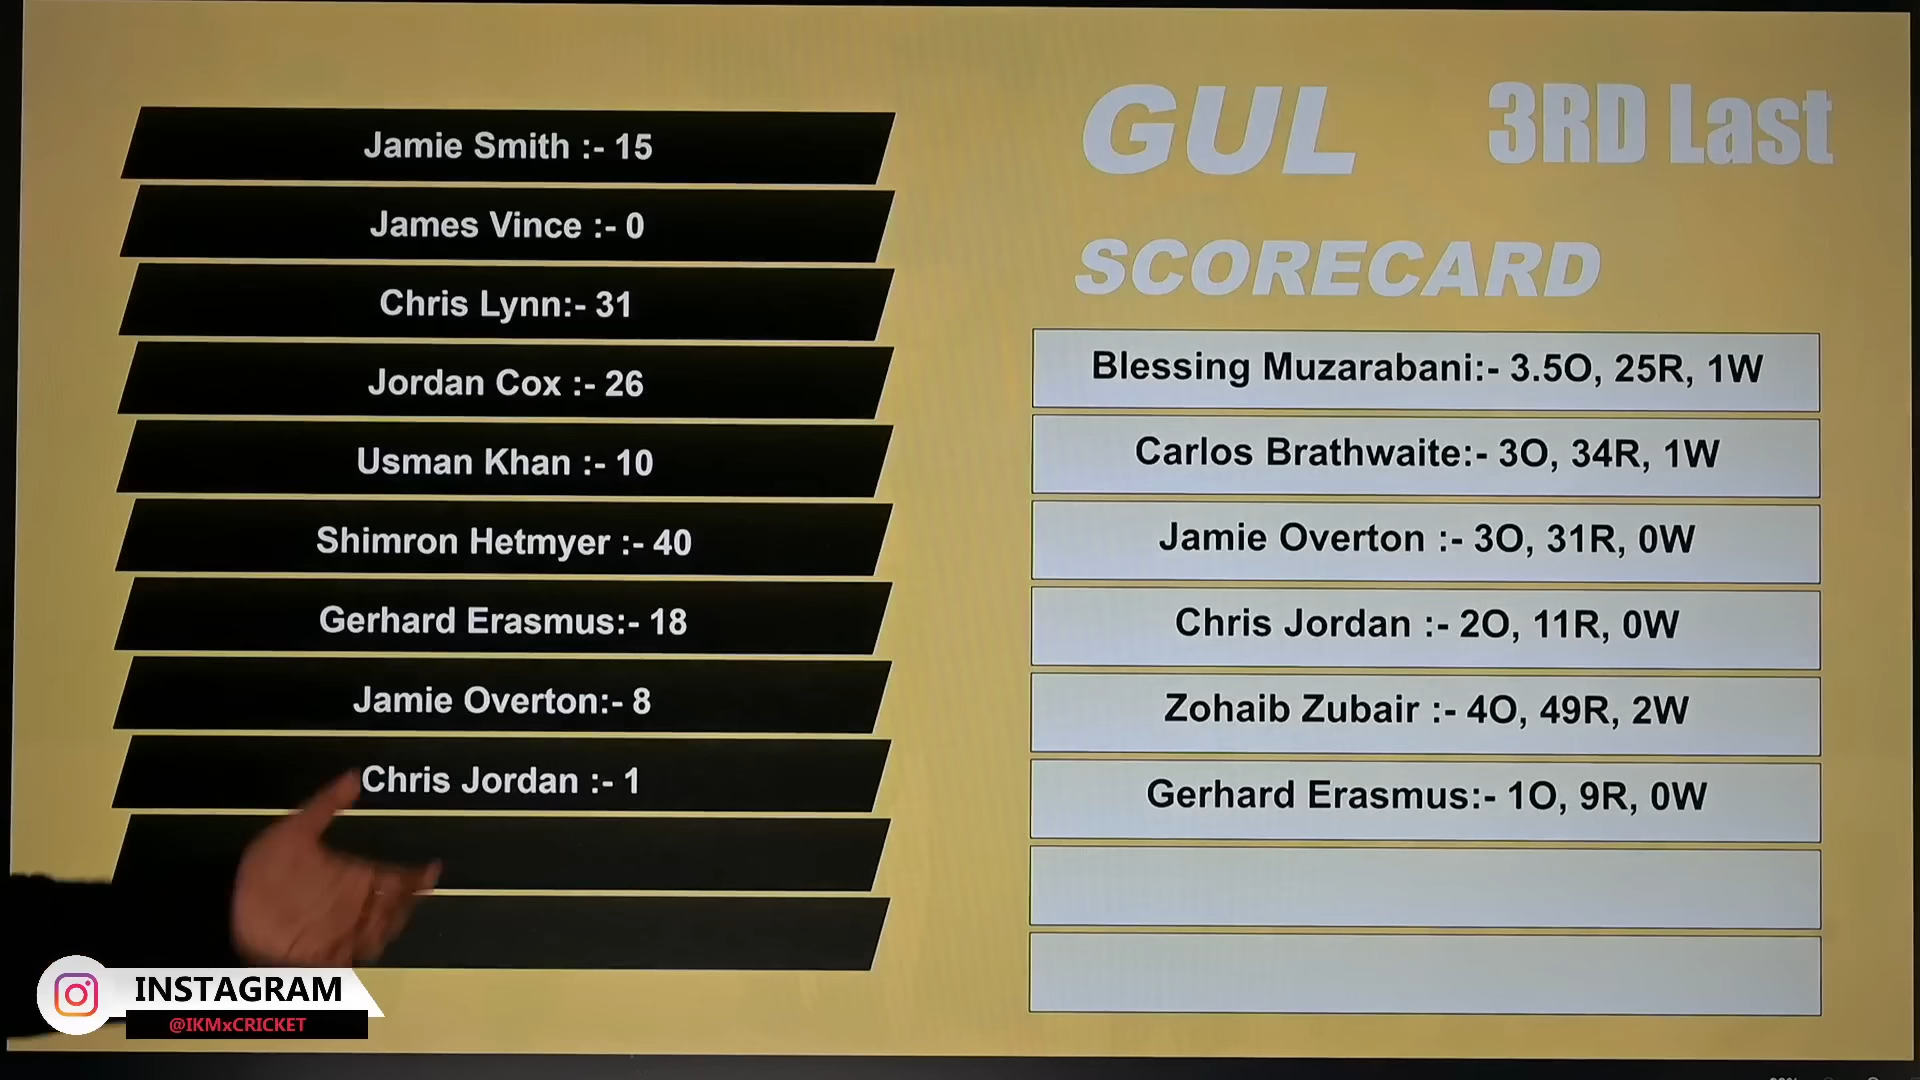 Jamie Smith :- 15
James Vince :- 0
Chris Lynn:- 31
Jordan Cox :- 26
Usman Khan :- 10
Shimron Hetmyer :- 40
Gerhard Erasmus:- 18
Jamie Overton:- 8
Chris Jordan :- 1
GUL 3RD Last
SCORECARD
Blessing Muzarabani:- 3.5O, 25R, 1W
Carlos Brathwaite:- 3O, 34R, 1W
Jamie Overton :- 3O, 31R, 0W
Chris Jordan :- 2O, 11R, 0W
Zohaib Zubair :- 4O, 49R, 2W
Gerhard Erasmus:- 1O, 9R, 0W
INSTAGRAM
@IKMxCRICKET